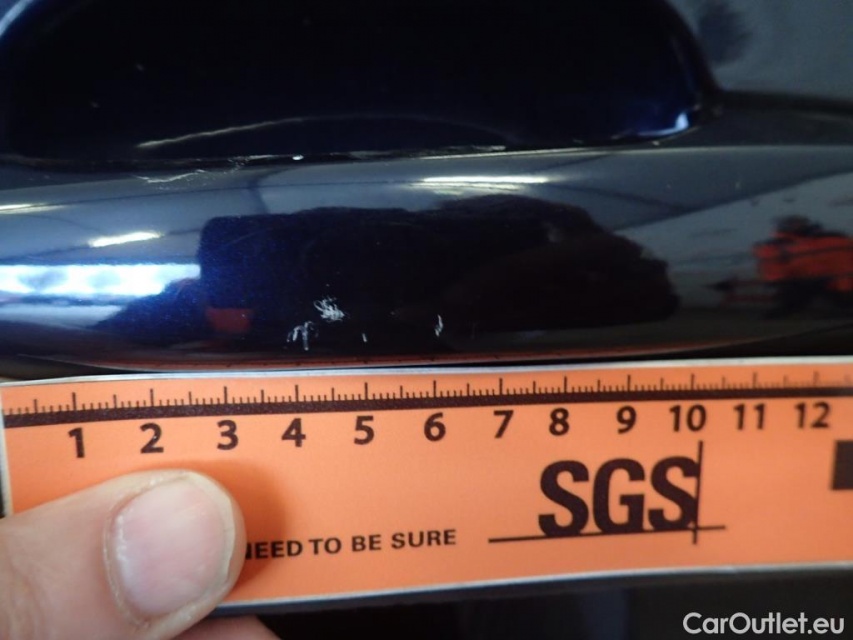 1 2 3 4 5 6 7 8 9 10 11 12
SGS
NEED TO BE SURE
CarOutlet.eu